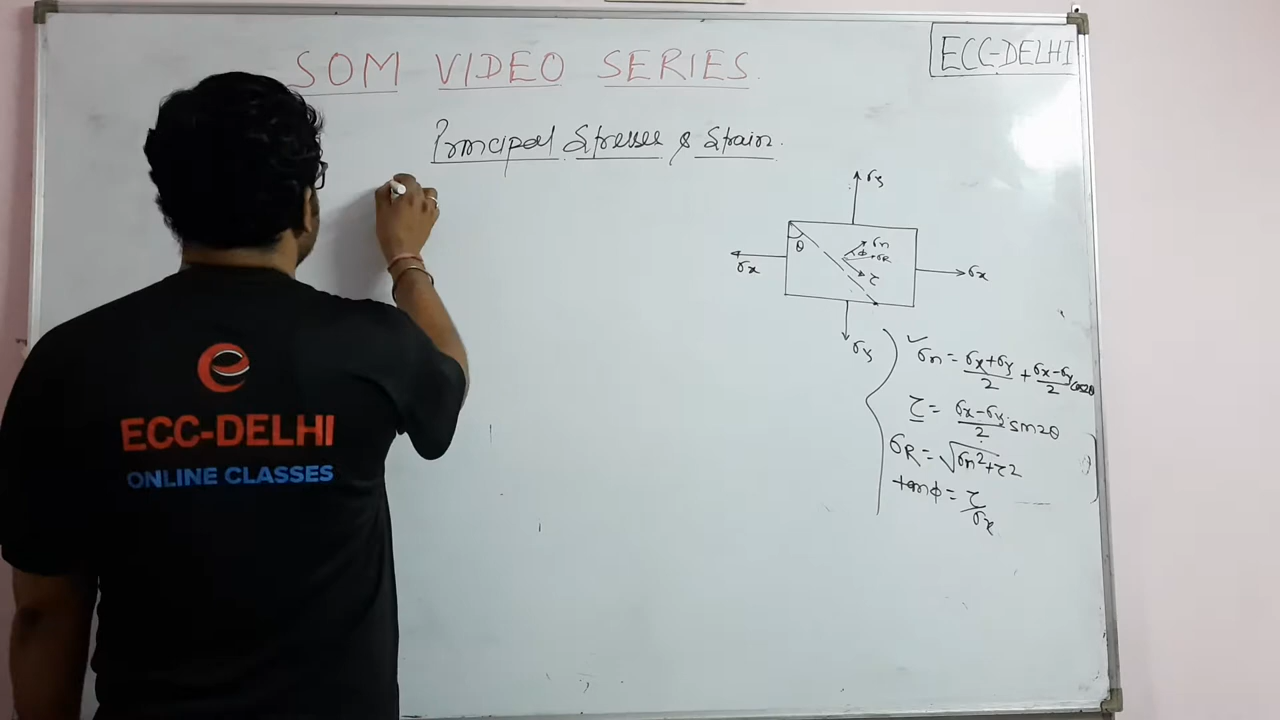 SOM VIDEO SERIES
ECC-DELHI
Principal Stresses & Strain.
σy
θ
σn
φ
σR
τ
σx
σx
σy
σn = σx+σy/2 + σx-σy/2 cos2θ
τ = σx-σy/2 . sin2θ
σR = √σn²+τ2
tanφ = τ/σx
e
ECC-DELHI
ONLINE CLASSES